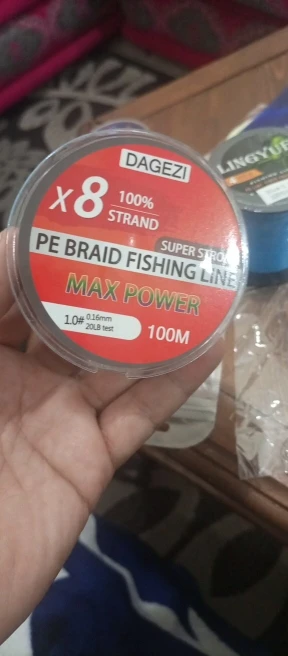 DAGEZI
x8 100%
STRAND
SUPER STRO
PE BRAID FISHING LINE
MAX POWER
1.0# 0.16mm
20LB test
100M
LINGYUE